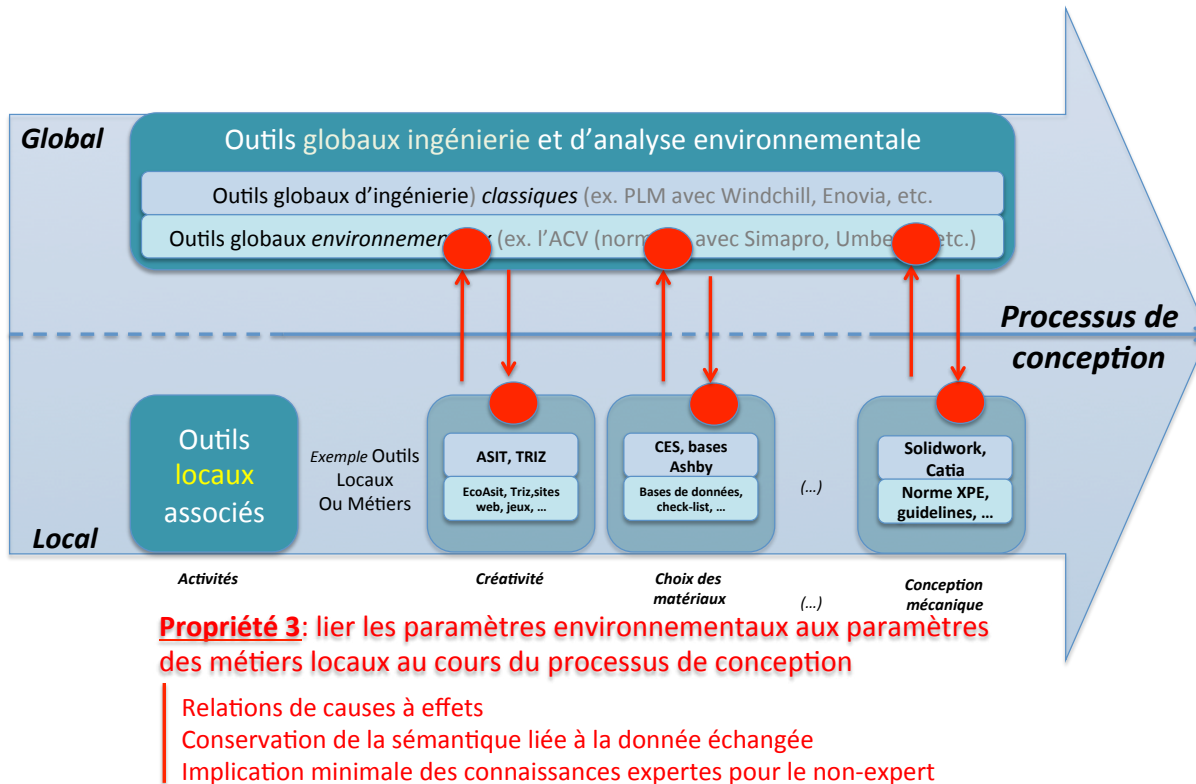 Global
Outils globaux ingénierie et d’analyse environnementale
Outils globaux d’ingénierie) classiques (ex. PLM avec Windchill, Enovia, etc.
Outils globaux (ex. l’ACV avec Simapro, etc.)
Processus de
conception
Outils
locaux
associés
Exemple Outils
Locaux
Ou Métiers
ASIT, TRIZ
EcoAsit, Triz,sites
web, jeux, ...
CES, bases
Ashby
Bases de données,
check-list, ...
(...)
Solidwork,
Catia
Norme XPE,
guidelines, ...
Local
Activités
Créativité
Choix des
matériaux
(...)
Conception
mécanique
Propriété 3: lier les paramètres environnementaux aux paramètres
des métiers locaux au cours du processus de conception
Relations de causes à effets
Conservation de la sémantique liée à la donnée échangée
Implication minimale des connaissances expertes pour le non-expert